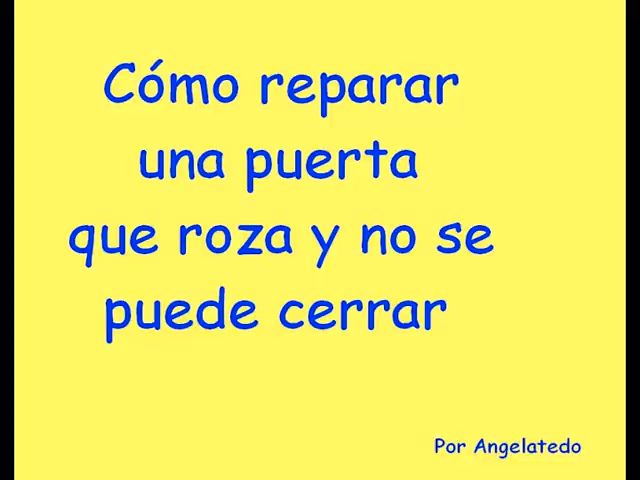 Cómo reparar
una puerta
que roza y no se
puede cerrar
Por Angelatedo